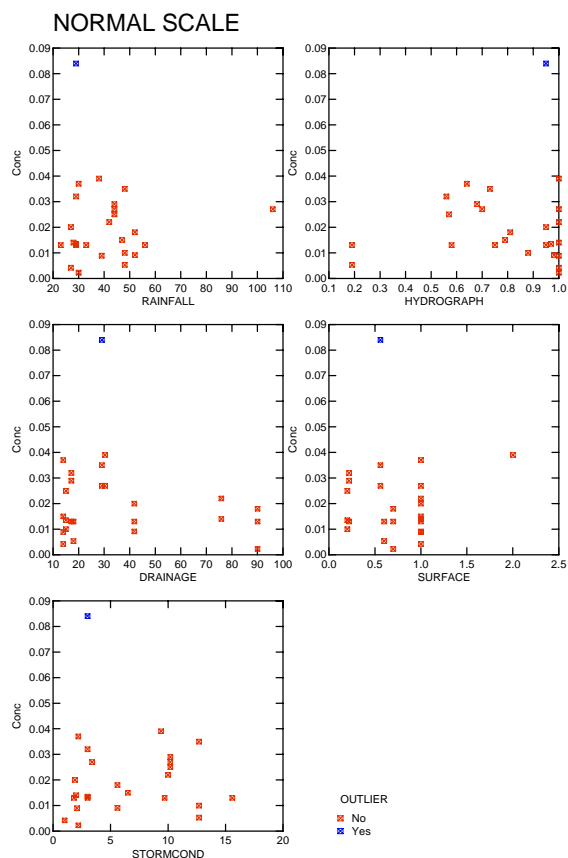 NORMAL SCALE
0.09 0.09
0.08 0.08
0.07 0.07
0.06 0.06
0.05 0.05
Conc Conc
0.04 0.04
0.03 0.03
0.02 0.02
0.01 0.01
0.00 0.00
20 30 40 50 60 70 80 90 100 110 0.1 0.2 0.3 0.4 0.5 0.6 0.7 0.8 0.9 1.0
RAINFALL HYDROGRAPH
0.09 0.09
0.08 0.08
0.07 0.07
0.06 0.06
0.05 0.05
Conc Conc
0.04 0.04
0.03 0.03
0.02 0.02
0.01 0.01
0.00 0.00
10 20 30 40 50 60 70 80 90 100 0.0 0.5 1.0 1.5 2.0 2.5
DRAINAGE SURFACE
0.09
0.08
0.07
0.06
0.05
Conc
0.04
0.03
0.02
0.01
0.00
0 5 10 15 20
STORMCOND
OUTLIER
No
Yes